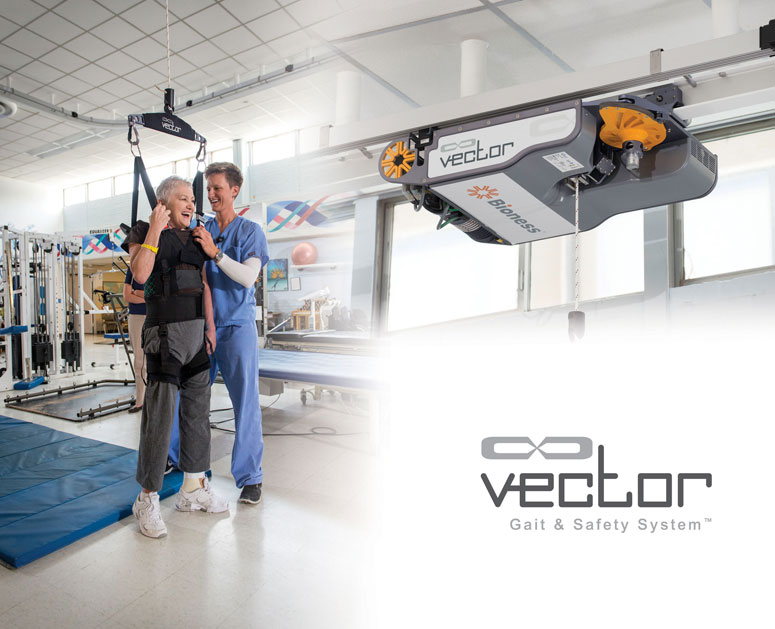 vector
vector
Bioness
vector
Gait & Safety System™